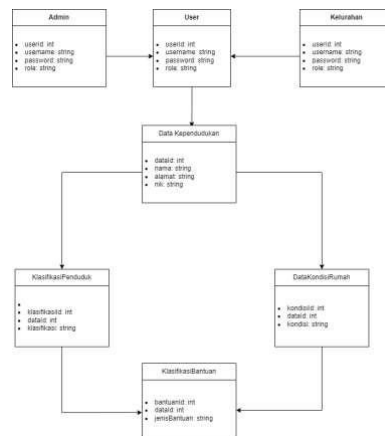 Admin
userid: int
username: string
password: string
role: string
User
userid: int
username: string
password: string
role: string
Kelurahan
userid: int
username: string
password: string
role: string
Data Kependudukan
dataid: int
nama: string
alamat: string
nik: string
KlasifikasiPenduduk
klasifikasiid: int
dataid: int
klasifikasi: string
DataKondisiRumah
kondisiid: int
dataid: int
kondisi: string
KlasifikasiBantuan
bantuanid: int
dataid: int
jenisBantuan: string